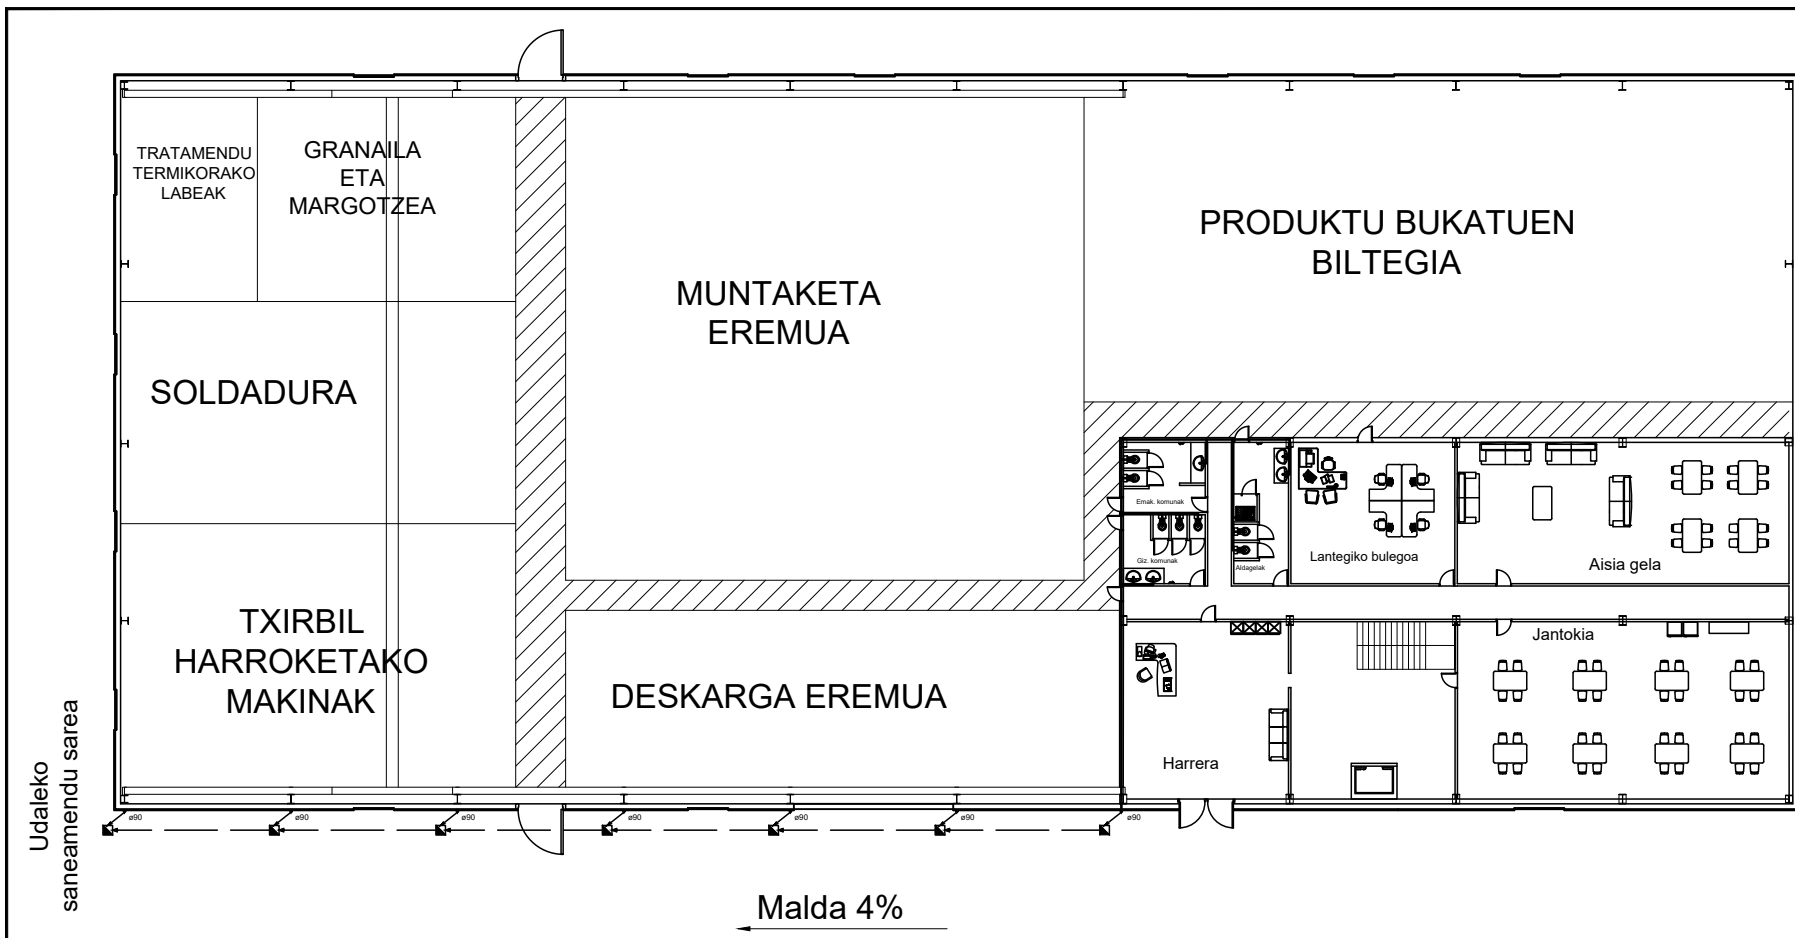 TRATAMENDU
TERMIKORAKO
LABEAK
GRANAILA
ETA
MARGOTZEA
MUNTAKETA
EREMUA
PRODUKTU BUKATUEN
BILTEGIA
SOLDADURA
TXIRBIL
HARROKETAKO
MAKINAK
DESKARGA EREMUA
Emak. komunak
Giz. komunak
Aldagelak
Lantegiko bulegoa
Aisia gela
Jantokia
Harrera
Udaleko
saneamendu sarea
ø90
ø90
ø90
ø90
ø90
ø90
ø90
Malda 4%